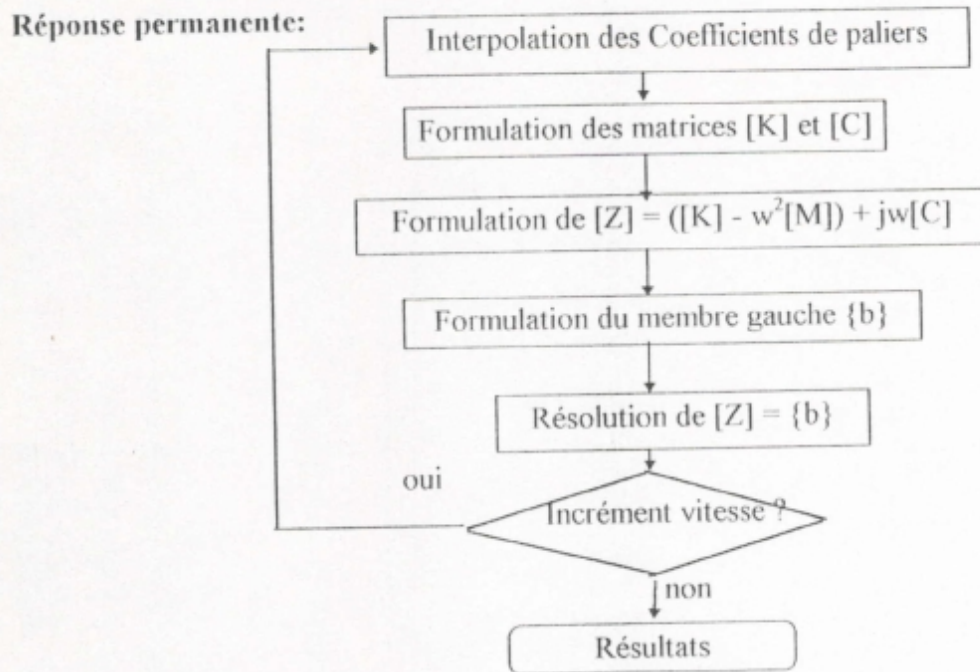 Réponse permanente:
Interpolation des Coefficients de paliers
Formulation des matrices [K] et [C]
Formulation de [Z] = ([K] - w²[M]) + jw[C]
Formulation du membre gauche {b}
Résolution de [Z] = {b}
oui
Incrément vitesse ?
non
Résultats